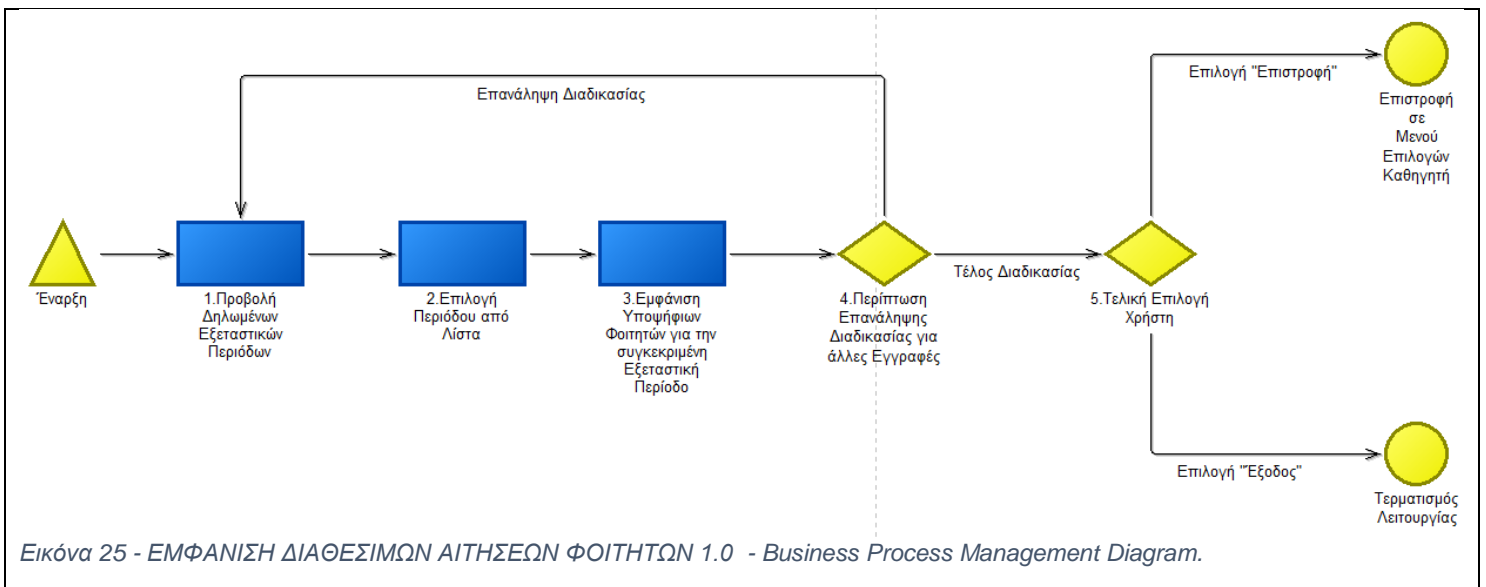 Επιλογή "Επιστροφή"
Επιστροφή
σε
Μενού
Επιλογών
Καθηγητή
Επανάληψη Διαδικασίας
Έναρξη
1.Προβολή
Δηλωμένων
Εξεταστικών
Περιόδων
2.Επιλογή
Περιόδου από
Λίστα
3.Εμφάνιση
Υποψήφιων
Φοιτητών για την
συγκεκριμένη
Εξεταστική
Περίοδο
4.Περίπτωση
Επανάληψης
Διαδικασίας για
άλλες Εγγραφές
Τέλος Διαδικασίας
5.Τελική Επιλογή
Χρήστη
Επιλογή "Έξοδος"
Τερματισμός
Λειτουργίας
Εικόνα 25 - ΕΜΦΑΝΙΣΗ ΔΙΑΘΕΣΙΜΩΝ ΑΙΤΗΣΕΩΝ ΦΟΙΤΗΤΩΝ 1.0 - Business Process Management Diagram.